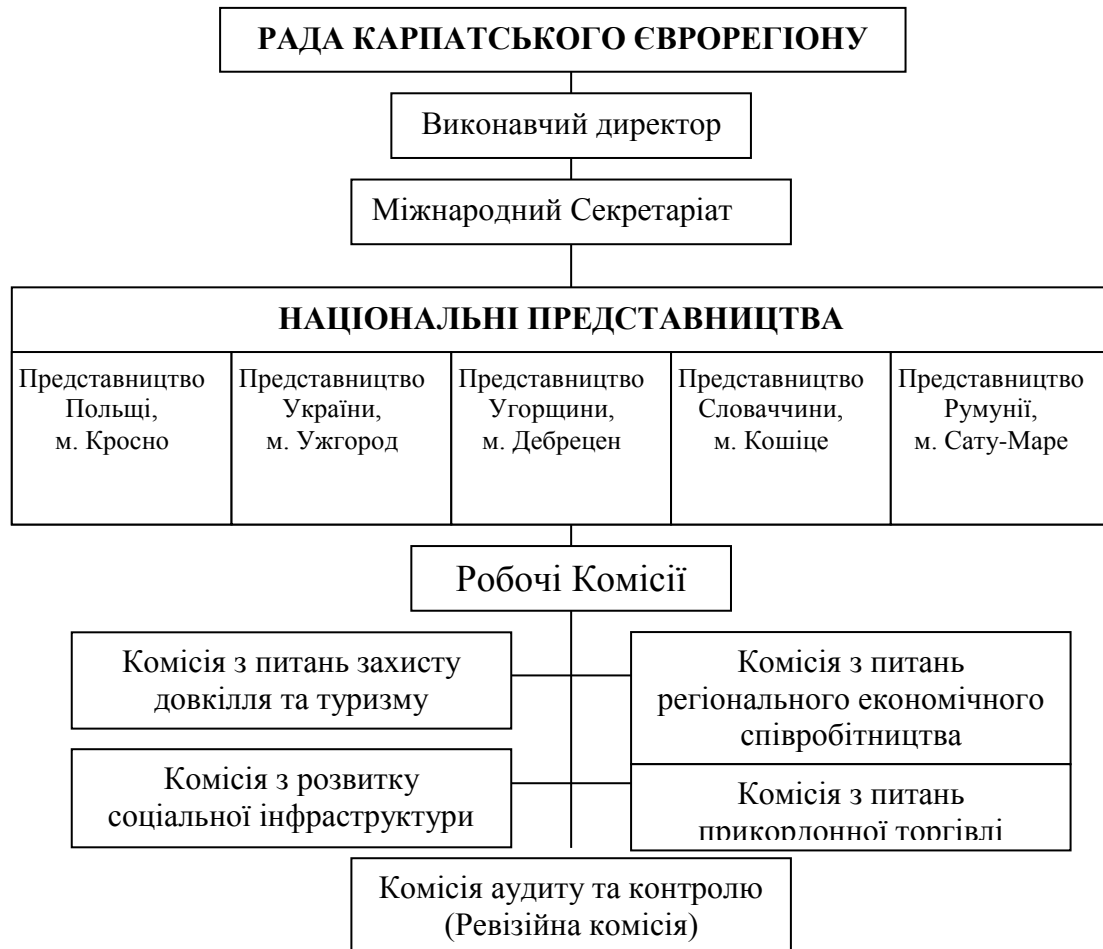 РАДА КАРПАТСЬКОГО ЄВРОРЕГІОНУ
Виконавчий директор
Міжнародний Секретаріат
НАЦІОНАЛЬНІ ПРЕДСТАВНИЦТВА
Представництво
Польщі,
м. Кросно
Представництво
України,
м. Ужгород
Представництво
Угорщини,
м. Дебрецен
Представництво
Словаччини,
м. Кошіце
Представництво
Румунії,
м. Сату-Маре
Робочі Комісії
Комісія з питань захисту
довкілля та туризму
Комісія з питань
регіонального економічного
співробітництва
Комісія з розвитку
соціальної інфраструктури
Комісія з питань
прикордонної торгівлі
Комісія аудиту та контролю
(Ревізійна комісія)